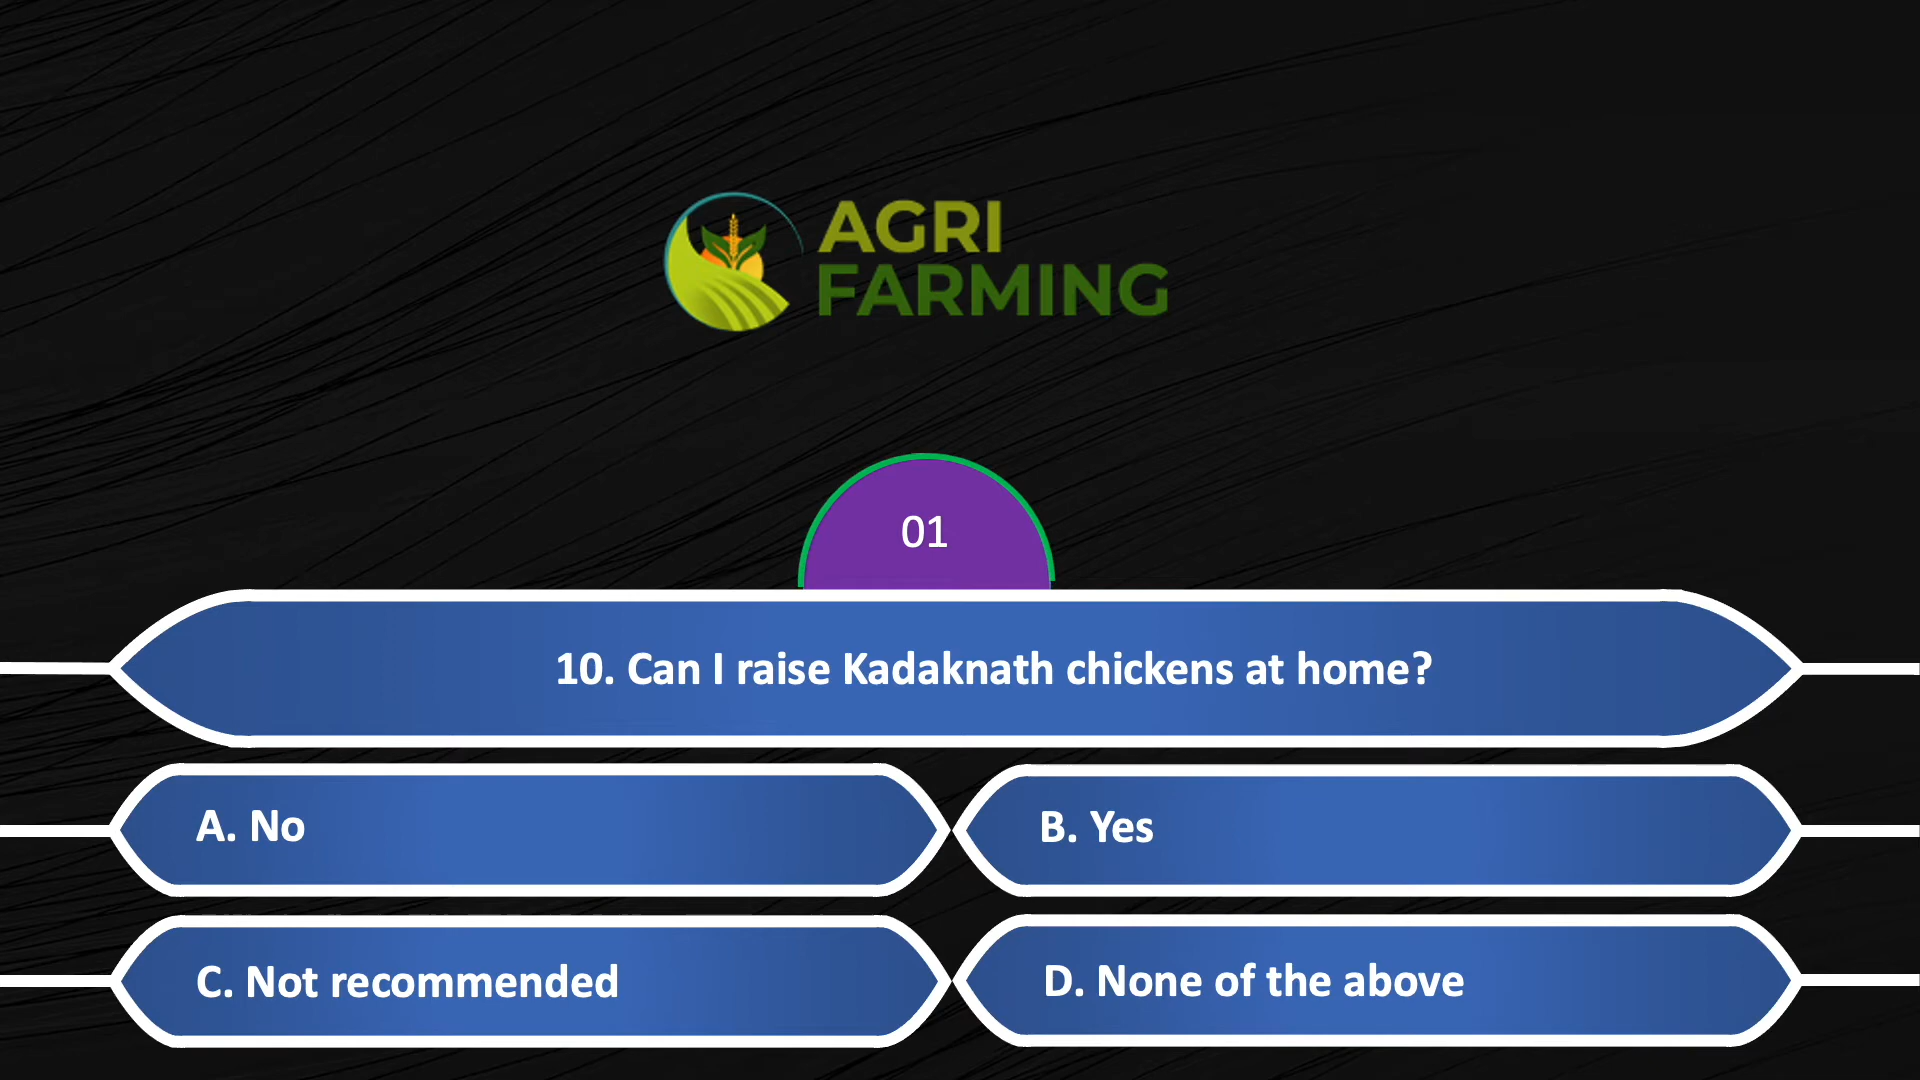 AGRI
FARMING
01
10. Can I raise Kadaknath chickens at home?
A. No
B. Yes
C. Not recommended
D. None of the above